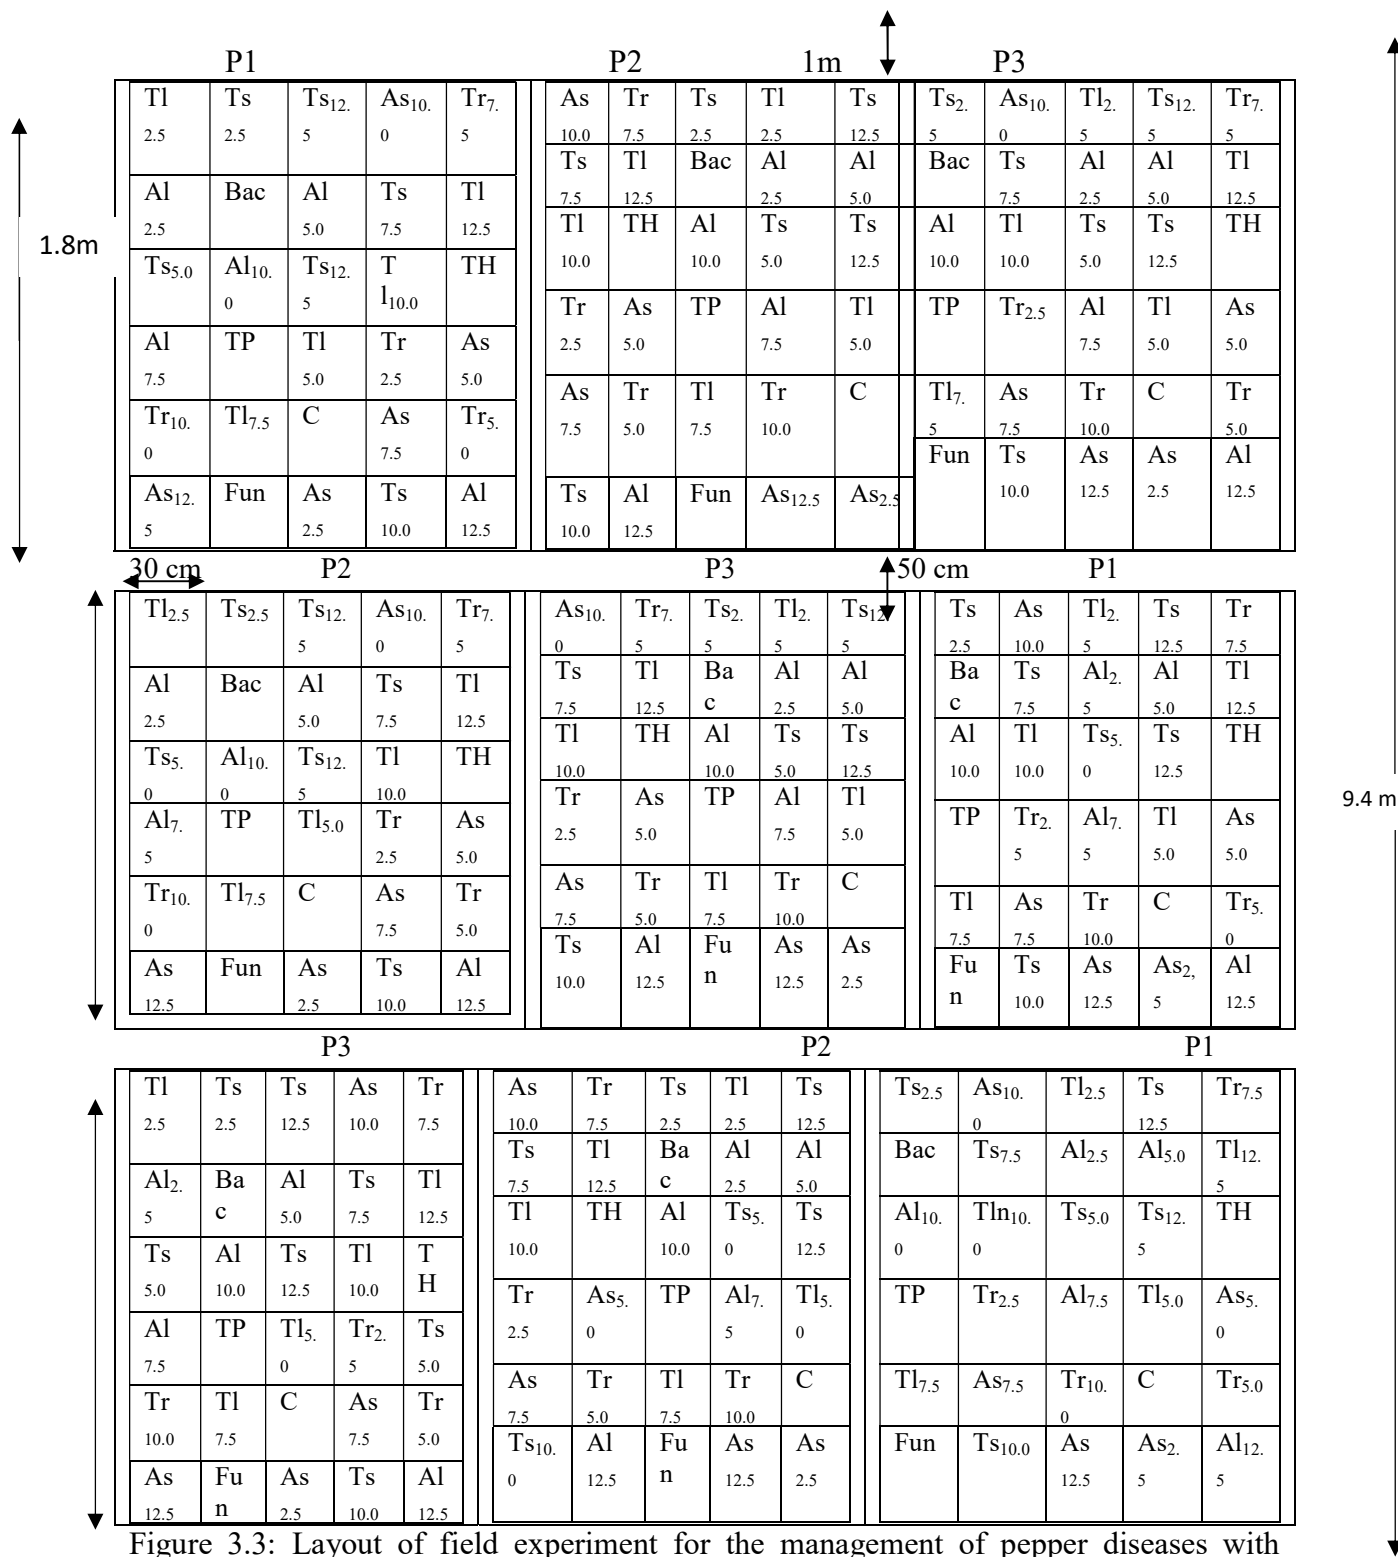 P1 P2 1m P3
Tl 2.5 Ts 2.5 Ts12.5 As10.0 Tr7.5
Al 2.5 Bac Al 5.0 Ts 7.5 Tl 12.5
Ts5.0 Al10.0 Ts12.5 T l10.0 TH
Al 7.5 TP Tl 5.0 Tr 2.5 As 5.0
Tr10.0 Tl7.5 C As 7.5 Tr5.0
As12.5 Fun As 2.5 Ts 10.0 Al 12.5
As 10.0 Tr 7.5 Ts 2.5 Tl 2.5 Ts 12.5
Ts 7.5 Tl 12.5 Bac Al 2.5 Al 5.0
Tl 10.0 TH Al 10.0 Ts 5.0 Ts 12.5
Tr 2.5 As 5.0 TP Al 7.5 Tl 5.0
As 7.5 Tr 5.0 Tl 7.5 Tr 10.0 C
Ts 10.0 Al 12.5 Fun As12.5 As2.5
Ts2.5 As10.0 Tl2.5 Ts12.5 Tr7.5
Bac Ts 7.5 Al 2.5 Al 5.0 Tl 12.5
Al 10.0 Tl 10.0 Ts 5.0 Ts 12.5 TH
TP Tr2.5 Al 7.5 Tl 5.0 As 5.0
Tl7.5 As 7.5 Tr 10.0 C Tr 5.0
Fun Ts 10.0 As 12.5 As 2.5 Al 12.5
1.8m
9.4 m
30 cm P2 P3 50 cm P1
Tl2.5 Ts2.5 Ts12.5 As10.0 Tr7.5
Al 2.5 Bac Al 5.0 Ts 7.5 Tl 12.5
Ts5.0 Al10.0 Ts12.5 Tl 10.0 TH
Al7.5 TP Tl5.0 Tr 2.5 As 5.0
Tr10.0 Tl7.5 C As 7.5 Tr 5.0
As 12.5 Fun As 2.5 Ts 10.0 Al 12.5
As10.0 Tr7.5 Ts2.5 Tl2.5 Ts12.5
Ts 7.5 Tl 12.5 Bac Al 2.5 Al 5.0
Tl 10.0 TH Al 10.0 Ts 5.0 Ts 12.5
Tr 2.5 As 5.0 TP Al 7.5 Tl 5.0
As 7.5 Tr 5.0 Tl 7.5 Tr 10.0 C
Ts 10.0 Al 12.5 Fun As 12.5 As 2.5
Ts 2.5 As 10.0 Tl2.5 Ts 12.5 Tr 7.5
Bac Ts 7.5 Al2.5 Al 5.0 Tl 12.5
Al 10.0 Tl 10.0 Ts5.0 Ts 12.5 TH
TP Tr2.5 Al7.5 Tl 5.0 As 5.0
Tl 7.5 As 7.5 Tr 10.0 C Tr5.0
Fun Ts 10.0 As 12.5 As2,5 Al 12.5
P3 P2 P1
Tl 2.5 Ts 2.5 Ts 12.5 As 10.0 Tr 7.5
Al2.5 Bac Al 5.0 Ts 7.5 Tl 12.5
Ts 5.0 Al 10.0 Ts 12.5 Tl 10.0 TH
Al 7.5 TP Tl5.0 Tr2.5 Ts 5.0
Tr 10.0 Tl 7.5 C As 7.5 Tr 5.0
As 12.5 Fun As 2.5 Ts 10.0 Al 12.5
As 10.0 Tr 7.5 Ts 2.5 Tl 2.5 Ts 12.5
Ts 7.5 Tl 12.5 Bac Al 2.5 Al 5.0
Tl 10.0 TH Al 10.0 Ts5.0 Ts 12.5
Tr 2.5 As5.0 TP Al7.5 Tl5.0
As 7.5 Tr 5.0 Tl 7.5 Tr 10.0 C
Ts10.0 Al 12.5 Fun As 12.5 As 2.5
Ts2.5 As10.0 Tl2.5 Ts 12.5 Tr7.5
Bac Ts7.5 Al2.5 Al5.0 Tl12.5
Al10.0 Tln10.0 Ts5.0 Ts12.5 TH
TP Tr2.5 Al7.5 Tl5.0 As5.0
Tl7.5 As7.5 Tr10.0 C Tr5.0
Fun Ts10.0 As 12.5 As2.5 Al12.5
Figure 3.3: Layout of field experiment for the management of pepper diseases with